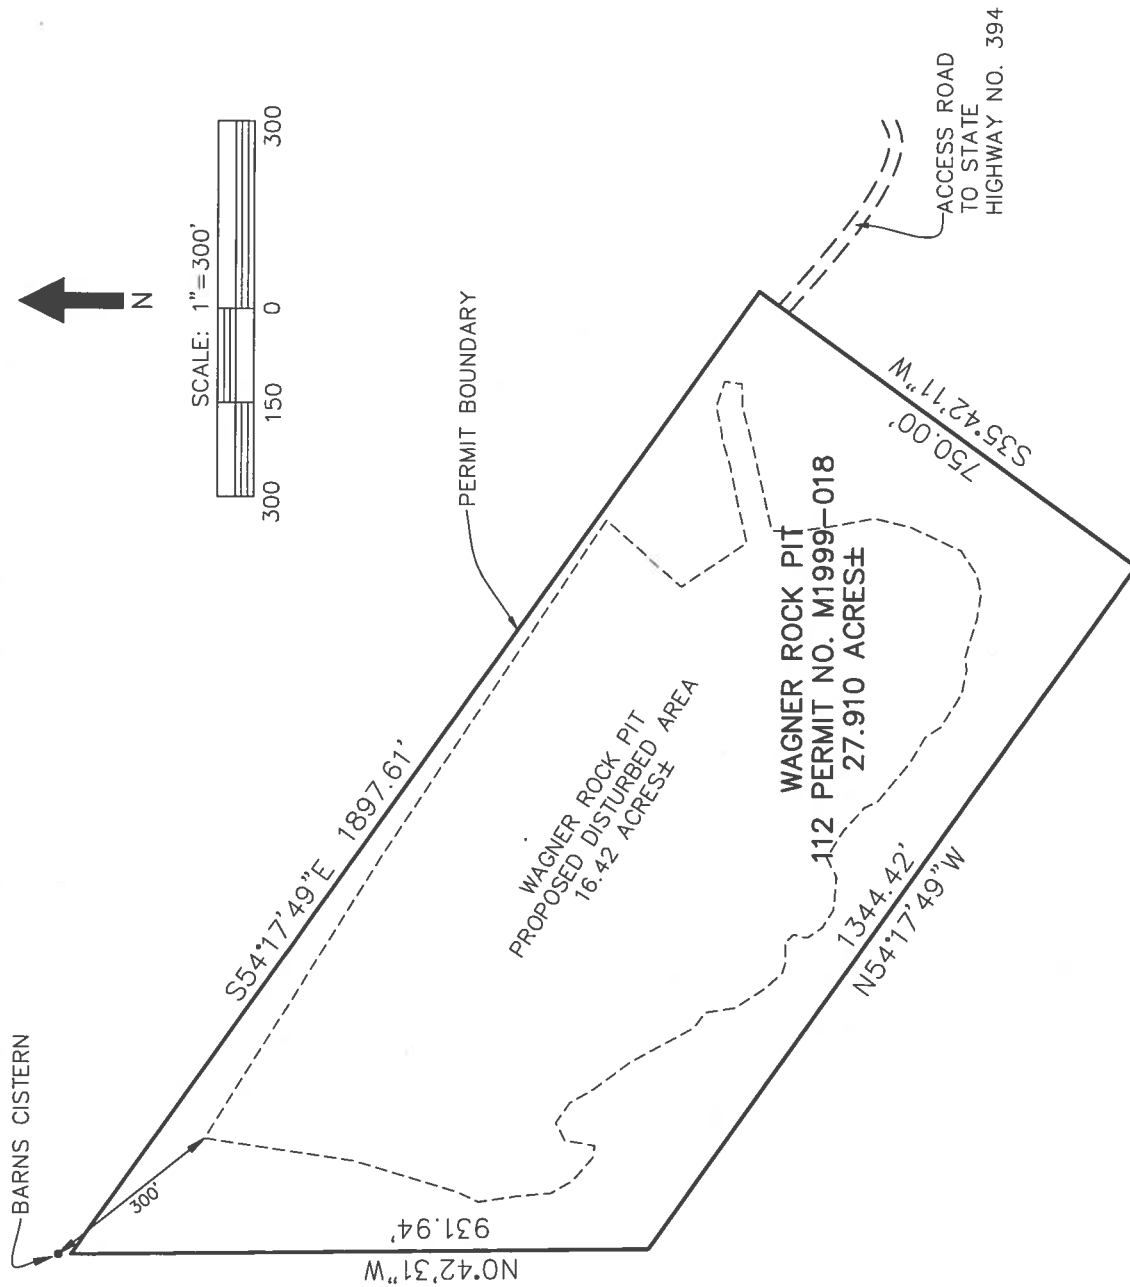 BARNS CISTERN
300'
N
SCALE: 1"=300'
300 150 0 300
PERMIT BOUNDARY
S54°17'49"E 1897.61'
WAGNER ROCK PIT
PROPOSED DISTURBED AREA
16.42 ACRES±
WAGNER ROCK PIT
112 PERMIT NO. M1999-018
27.910 ACRES±
ACCESS ROAD
TO STATE
HIGHWAY NO. 394
750.00'
S35°42'11"W
1344.42'
N54°17'49"W
931.94'
N0°42'31"W